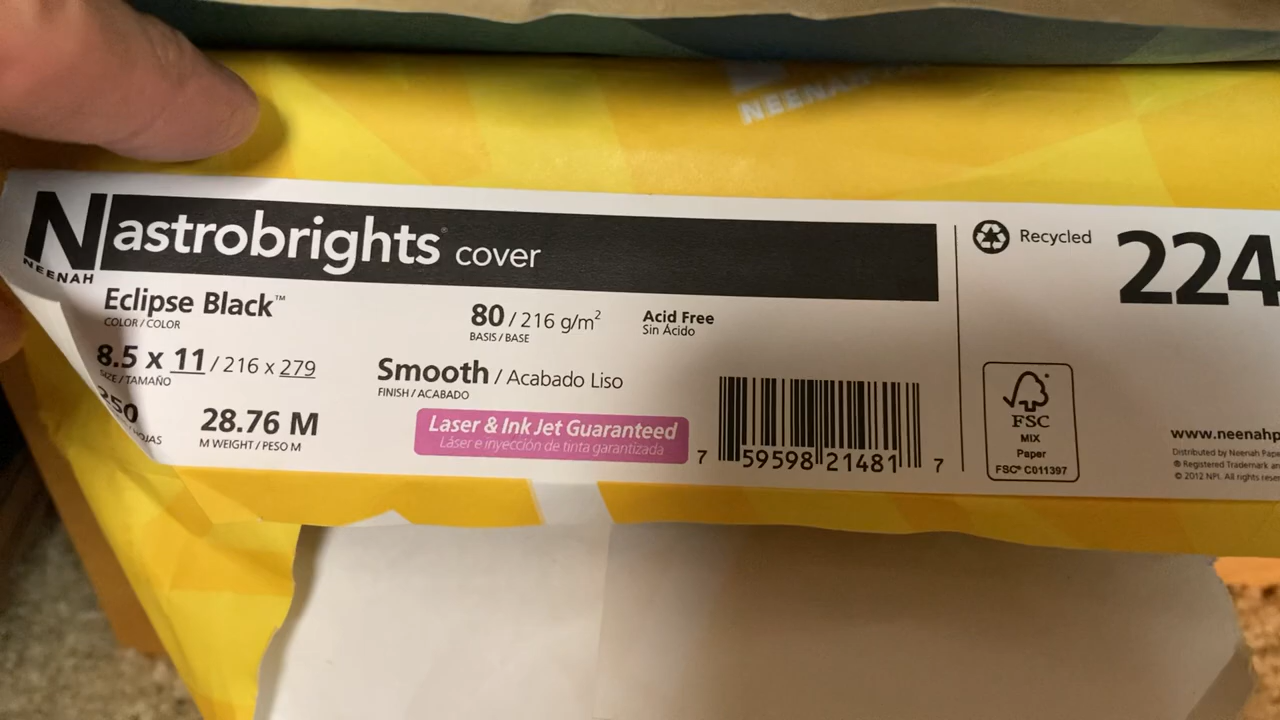 NEENAH
N
NEENAH
astrobrights® cover
Eclipse Black™
COLOR / COLOR
80 / 216 g/m²
BASIS / BASE
Acid Free
Sin Ácido
8.5 x 11 / 216 x 279
SIZE / TAMAÑO
Smooth / Acabado Liso
FINISH / ACABADO
250
HOJAS
28.76 M
M WEIGHT / PESO M
Laser & Ink Jet Guaranteed
Láser e inyección de tinta garantizada
7 59598 21481 7
Recycled
224
FSC
MIX
Paper
FSC® C011397
www.neenahp
Distributed by Neenah Pape
® Registered Trademark an
© 2012 NPI. All rights rese